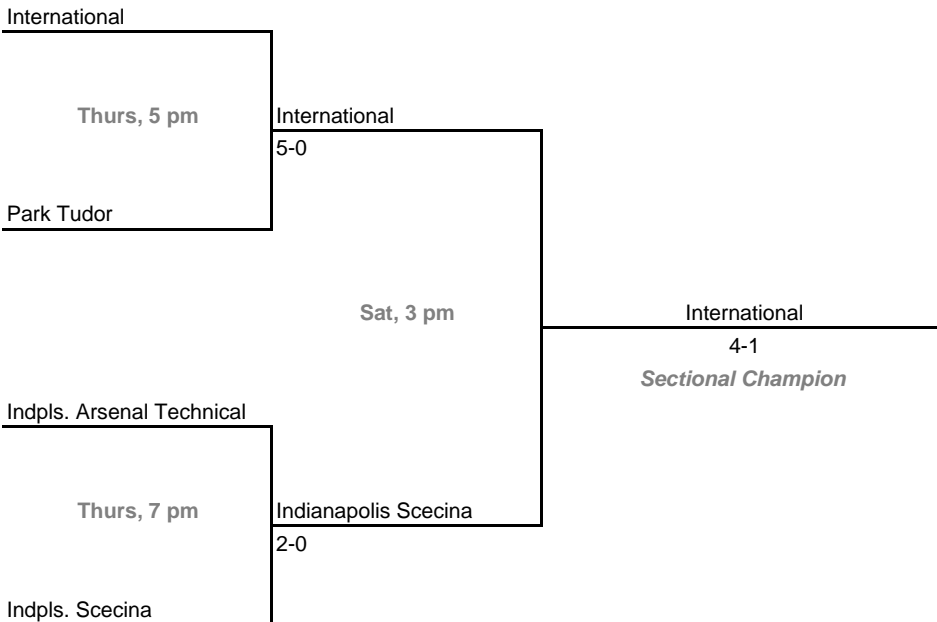 International
Thurs, 5 pm
International
5-0
Park Tudor
Sat, 3 pm
International
4-1
Sectional Champion
Indpls. Arsenal Technical
Thurs, 7 pm
Indianapolis Scecina
2-0
Indpls. Scecina